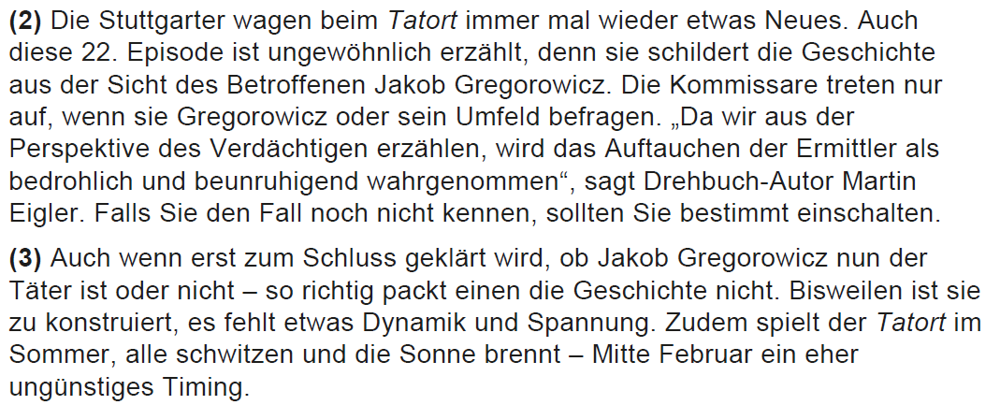 (2) Die Stuttgarter wagen beim Tatort immer mal wieder etwas Neues. Auch
diese 22. Episode ist ungewöhnlich erzählt, denn sie schildert die Geschichte
aus der Sicht des Betroffenen Jakob Gregorowicz. Die Kommissare treten nur
auf, wenn sie Gregorowicz oder sein Umfeld befragen. „Da wir aus der
Perspektive des Verdächtigen erzählen, wird das Auftauchen der Ermittler als
bedrohlich und beunruhigend wahrgenommen“, sagt Drehbuch-Autor Martin
Eigler. Falls Sie den Fall noch nicht kennen, sollten Sie bestimmt einschalten.
(3) Auch wenn erst zum Schluss geklärt wird, ob Jakob Gregorowicz nun der
Täter ist oder nicht – so richtig packt einen die Geschichte nicht. Bisweilen ist sie
zu konstruiert, es fehlt etwas Dynamik und Spannung. Zudem spielt der Tatort im
Sommer, alle schwitzen und die Sonne brennt – Mitte Februar ein eher
ungünstiges Timing.